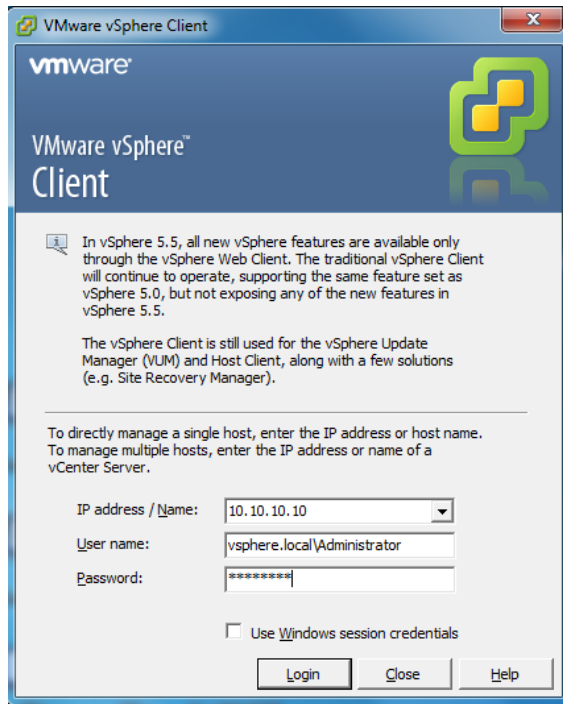 VMware vSphere Client
vmware
VMware vSphere™
Client
In vSphere 5.5, all new vSphere features are available only
through the vSphere Web Client. The traditional vSphere Client
will continue to operate, supporting the same feature set as
vSphere 5.0, but not exposing any of the new features in
vSphere 5.5.
The vSphere Client is still used for the vSphere Update
Manager (VUM) and Host Client, along with a few solutions
(e.g. Site Recovery Manager).
To directly manage a single host, enter the IP address or host name.
To manage multiple hosts, enter the IP address or name of a
vCenter Server.
IP address / Name: 10.10.10.10
User name: vsphere.local\Administrator
Password: ********
Use Windows session credentials
Login Close Help